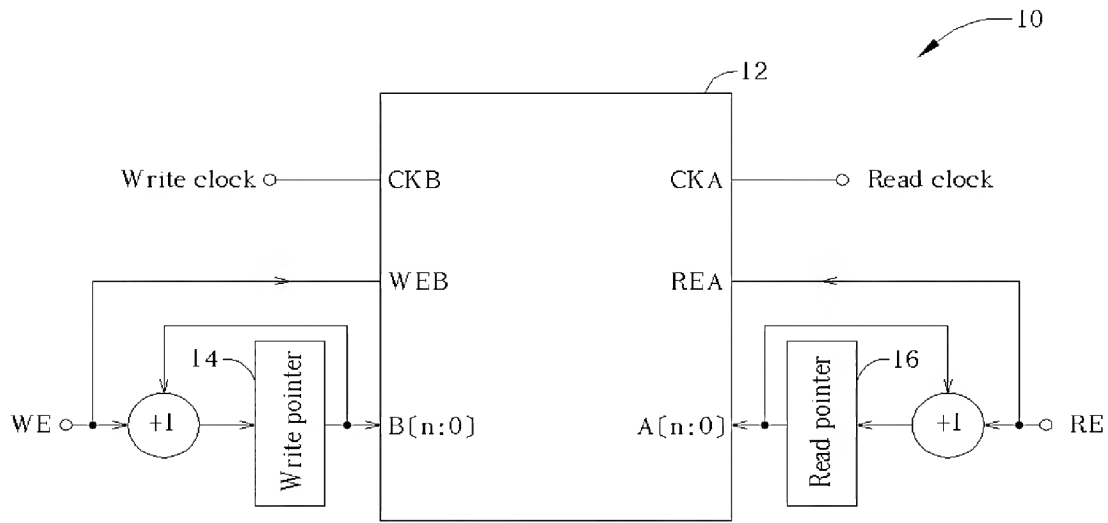 10
12
Write clock CKB CKA Read clock
WEB REA
14 Write pointer 16 Read pointer
WE +1 B[n:0] A[n:0] +1 RE